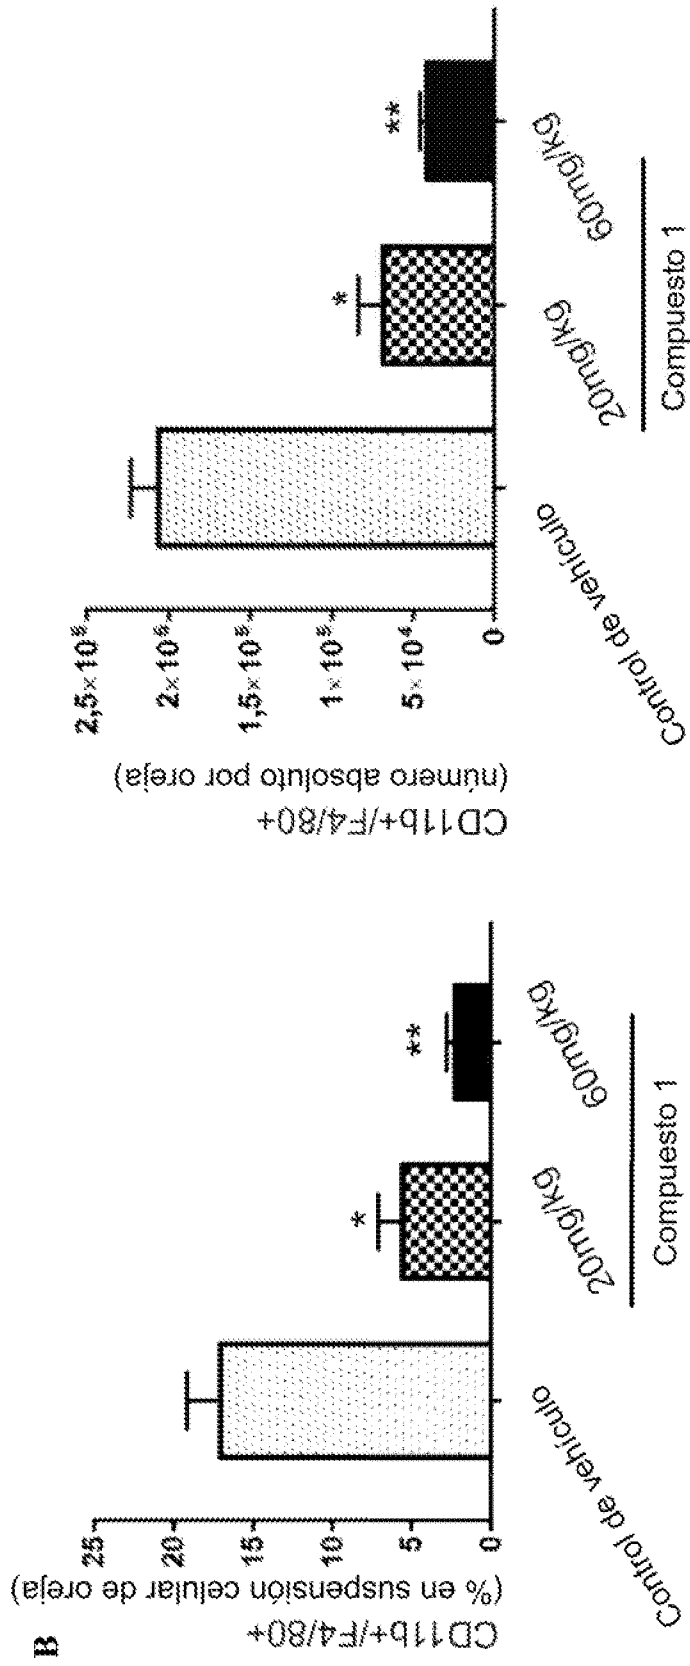 B
CD11b+/F4/80+
(% en suspensión celular de oreja)
25
20
15
10
5
0
*
**
Control de vehículo
20mg/kg
60mg/kg
Compuesto 1
CD11b+/F4/80+
(número absoluto por oreja)
2,5×10⁵
2×10⁵
1,5×10⁵
1×10⁵
5×10⁴
0
*
**
Control de vehículo
20mg/kg
60mg/kg
Compuesto 1